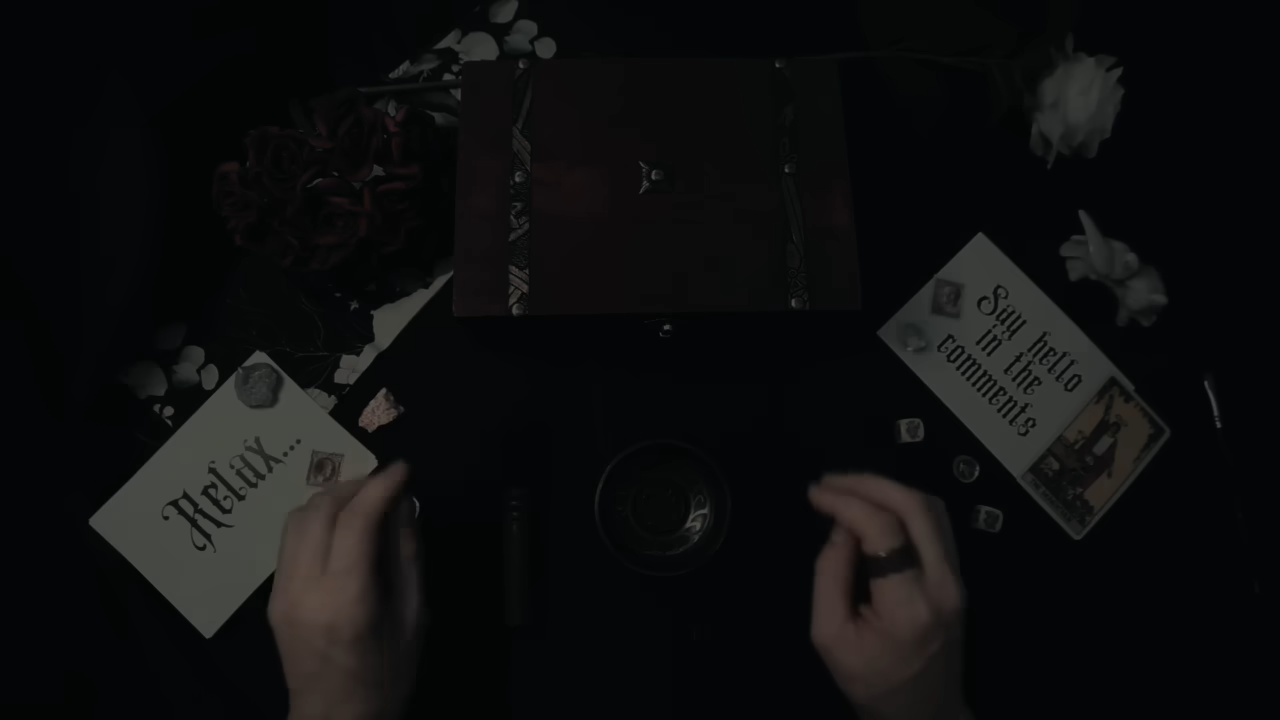 Relax...
Say hello
in the
comments